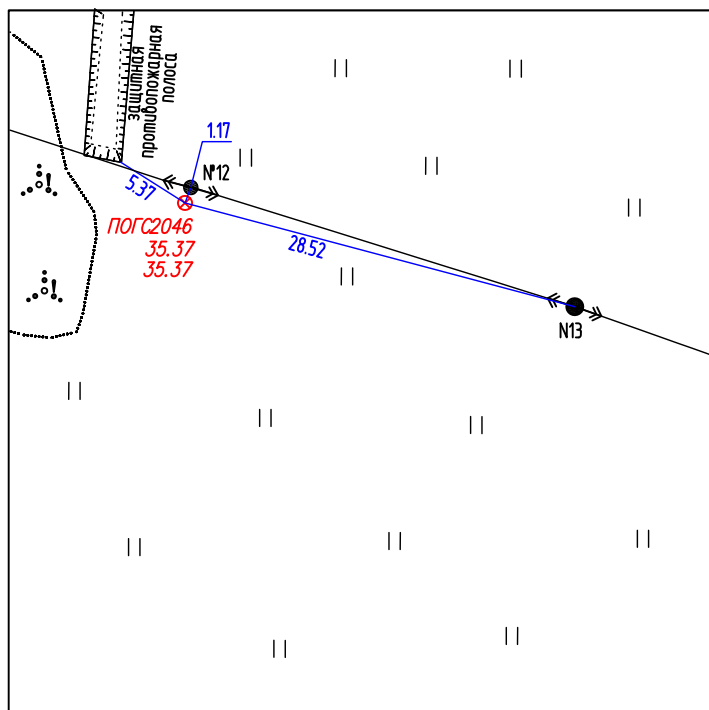 защитная
противопожарная
полоса
1.17
№12
5.37
ПОГС2046
35.37
35.37
28.52
N13